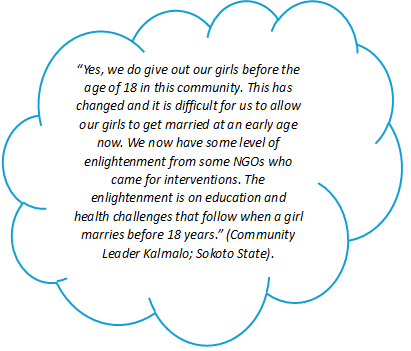 “Yes, we do give out our girls before the
age of 18 in this community. This has
changed and it is difficult for us to allow
our girls to get married at an early age
now. We now have some level of
enlightenment from some NGOs who
came for interventions. The
enlightenment is on education and
health challenges that follow when a girl
marries before 18 years.” (Community
Leader Kalmalo; Sokoto State).